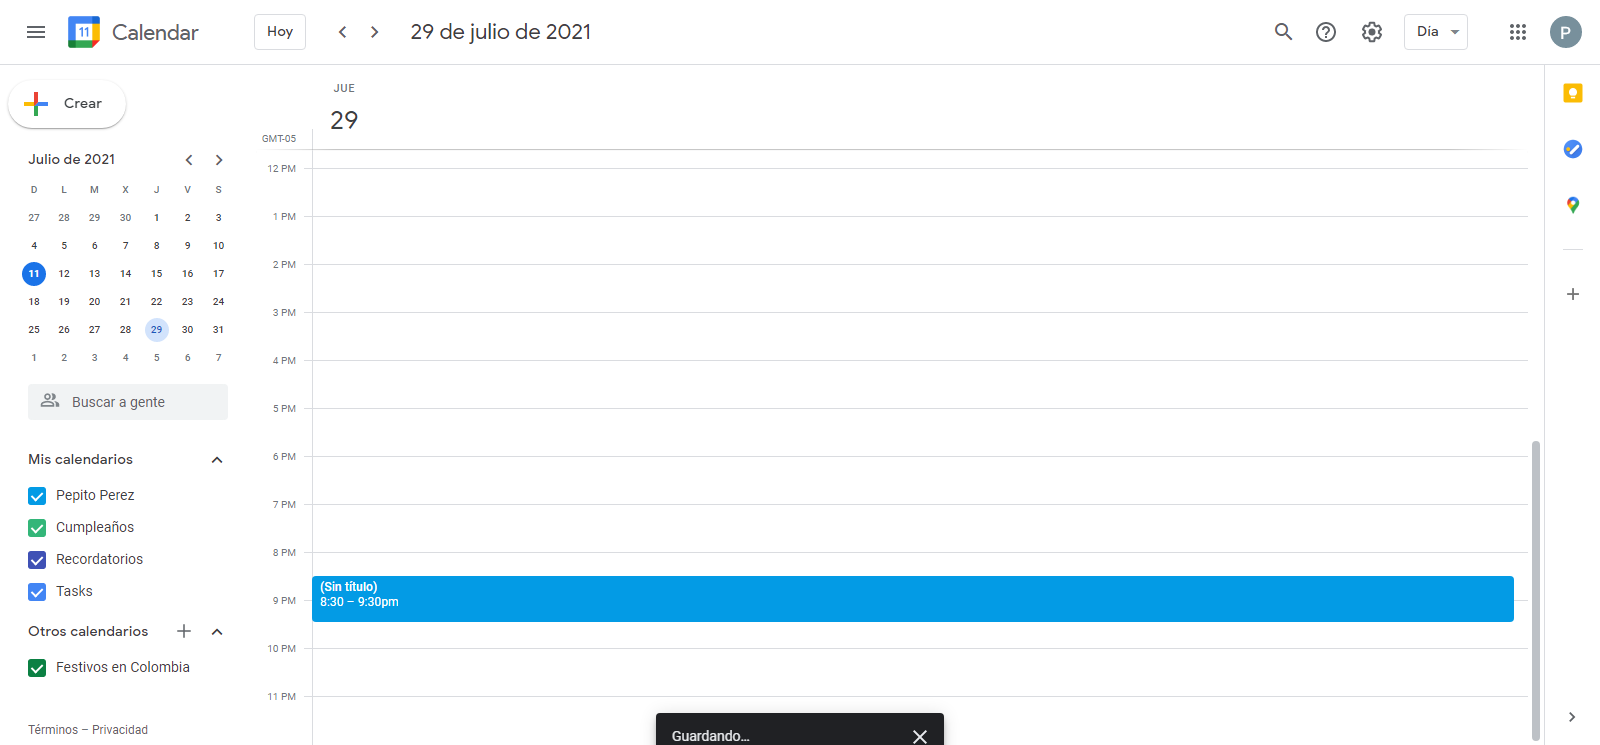 11 Calendar
Hoy
29 de julio de 2021
Día
P
Crear
Julio de 2021
D L M X J V S
27 28 29 30 1 2 3
4 5 6 7 8 9 10
11 12 13 14 15 16 17
18 19 20 21 22 23 24
25 26 27 28 29 30 31
1 2 3 4 5 6 7
Buscar a gente
Mis calendarios
Pepito Perez
Cumpleaños
Recordatorios
Tasks
Otros calendarios
Festivos en Colombia
Términos – Privacidad
JUE
29
GMT-05
12 PM
1 PM
2 PM
3 PM
4 PM
5 PM
6 PM
7 PM
8 PM
(Sin título)
8:30 – 9:30pm
9 PM
10 PM
11 PM
Guardando...